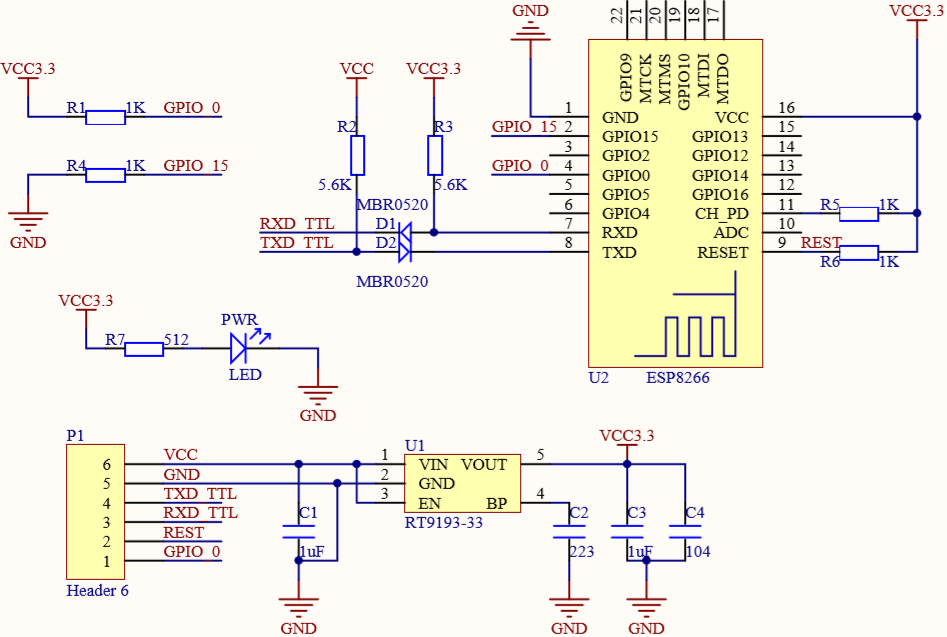 GND
22
21
20
19
18
17
VCC3.3
VCC3.3
VCC
VCC3.3
GPIO9
MTCK
MTMS
GPIO10
MTDI
MTDO
R1
1K
GPIO_0
1
GND
VCC
16
R2
R3
GPIO_15
2
GPIO15
GPIO13
15
3
GPIO2
GPIO12
14
R4
1K
GPIO_15
GPIO_0
4
GPIO0
GPIO14
13
5.6K
5.6K
5
GPIO5
GPIO16
12
MBR0520
6
GPIO4
CH_PD
11
R5
1K
RXD_TTL
D1
7
RXD
ADC
10
TXD_TTL
D2
8
TXD
RESET
9
REST
GND
R6
1K
MBR0520
VCC3.3
PWR
R7
512
LED
U2
ESP8266
GND
P1
VCC3.3
U1
6
VCC
1
VIN
VOUT
5
5
GND
2
GND
4
TXD_TTL
3
EN
BP
4
3
RXD_TTL
C1
RT9193-33
C2
C3
C4
2
REST
1
GPIO_0
1uF
223
1uF
104
Header 6
GND
GND
GND